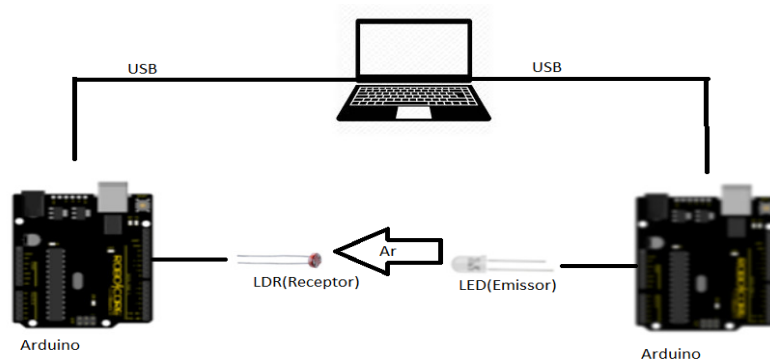 USB
USB
Ar
LDR(Receptor)
LED(Emissor)
Arduino
Arduino